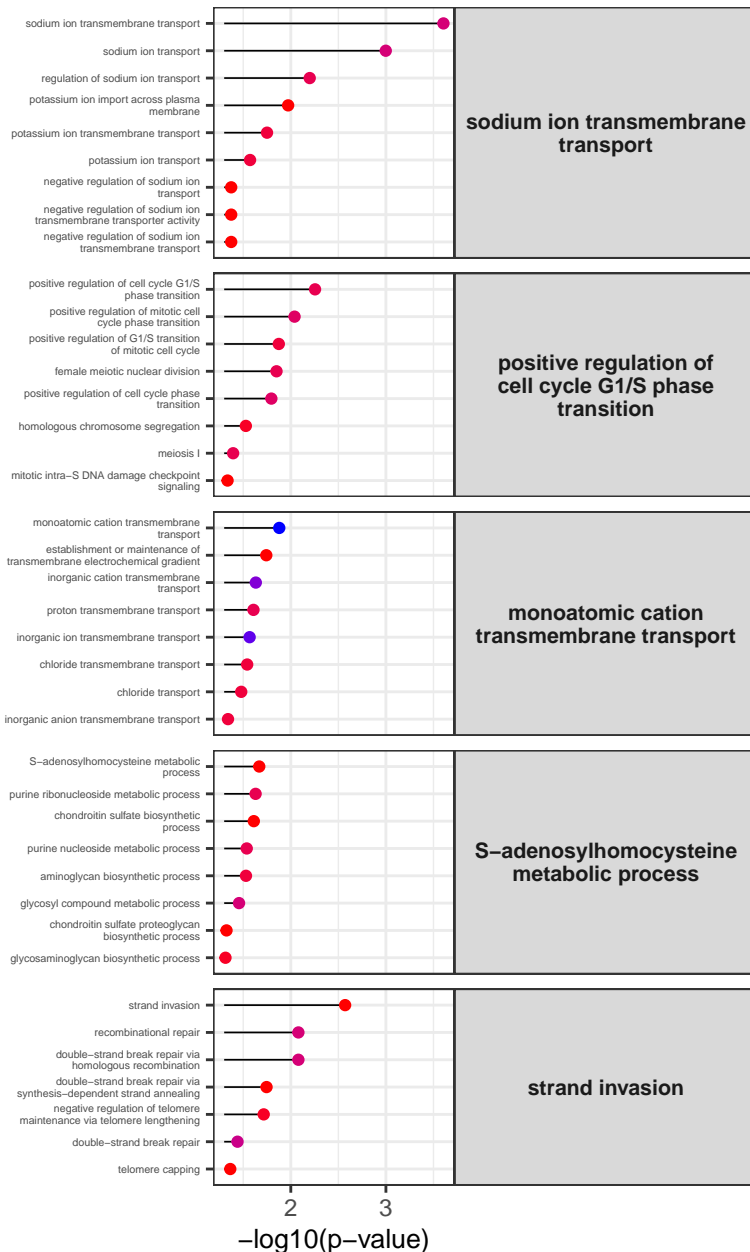 sodium ion transmembrane transport
sodium ion transport
regulation of sodium ion transport
potassium ion import across plasma
membrane
potassium ion transmembrane transport
potassium ion transport
negative regulation of sodium ion
transport
negative regulation of sodium ion
transmembrane transporter activity
negative regulation of sodium ion
transmembrane transport
sodium ion transmembrane
transport
positive regulation of cell cycle G1/S
phase transition
positive regulation of mitotic cell
cycle phase transition
positive regulation of G1/S transition
of mitotic cell cycle
female meiotic nuclear division
positive regulation of cell cycle phase
transition
homologous chromosome segregation
meiosis I
mitotic intra−S DNA damage checkpoint
signaling
positive regulation of
cell cycle G1/S phase
transition
monoatomic cation transmembrane
transport
establishment or maintenance of
transmembrane electrochemical gradient
inorganic cation transmembrane
transport
proton transmembrane transport
inorganic ion transmembrane transport
chloride transmembrane transport
chloride transport
inorganic anion transmembrane transport
monoatomic cation
transmembrane transport
S−adenosylhomocysteine metabolic
process
purine ribonucleoside metabolic process
chondroitin sulfate biosynthetic
process
purine nucleoside metabolic process
aminoglycan biosynthetic process
glycosyl compound metabolic process
chondroitin sulfate proteoglycan
biosynthetic process
glycosaminoglycan biosynthetic process
S−adenosylhomocysteine
metabolic process
strand invasion
recombinational repair
double−strand break repair via
homologous recombination
double−strand break repair via
synthesis−dependent strand annealing
negative regulation of telomere
maintenance via telomere lengthening
double−strand break repair
telomere capping
strand invasion
2 3
−log10(p−value)